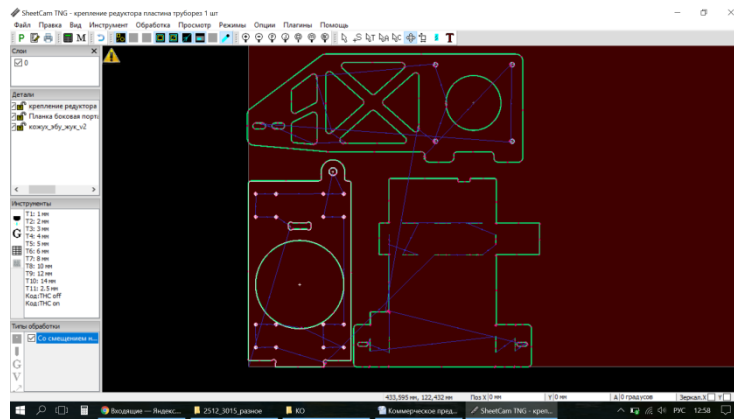 SheetCam TNG - крепление редуктора пластина труборез 1 шт
Файл Правка Вид Инструмент Обработка Просмотр Режимы Опции Плагины Помощь
Слои
0
Детали
крепление редуктора
Планка боковая порт
кожух_эбу_жук_v2
Инструменты
T1: 1 мм
T2: 2 мм
T3: 3 мм
T4: 4 мм
T5: 5 мм
T6: 6 мм
T7: 8 мм
T8: 10 мм
T9: 12 мм
T10: 14 мм
T11: 2.5 мм
Код:THC off
Код:THC on
Типы обработки
Со смещением н...
433,595 мм, 122,432 мм Поз X 0 мм Y 0 мм A 0 градусов Зеркал.X Y
Входящие — Яндекс... 2512_3015_разное КО Коммерческое пред... SheetCam TNG - креп... РУС 12:58